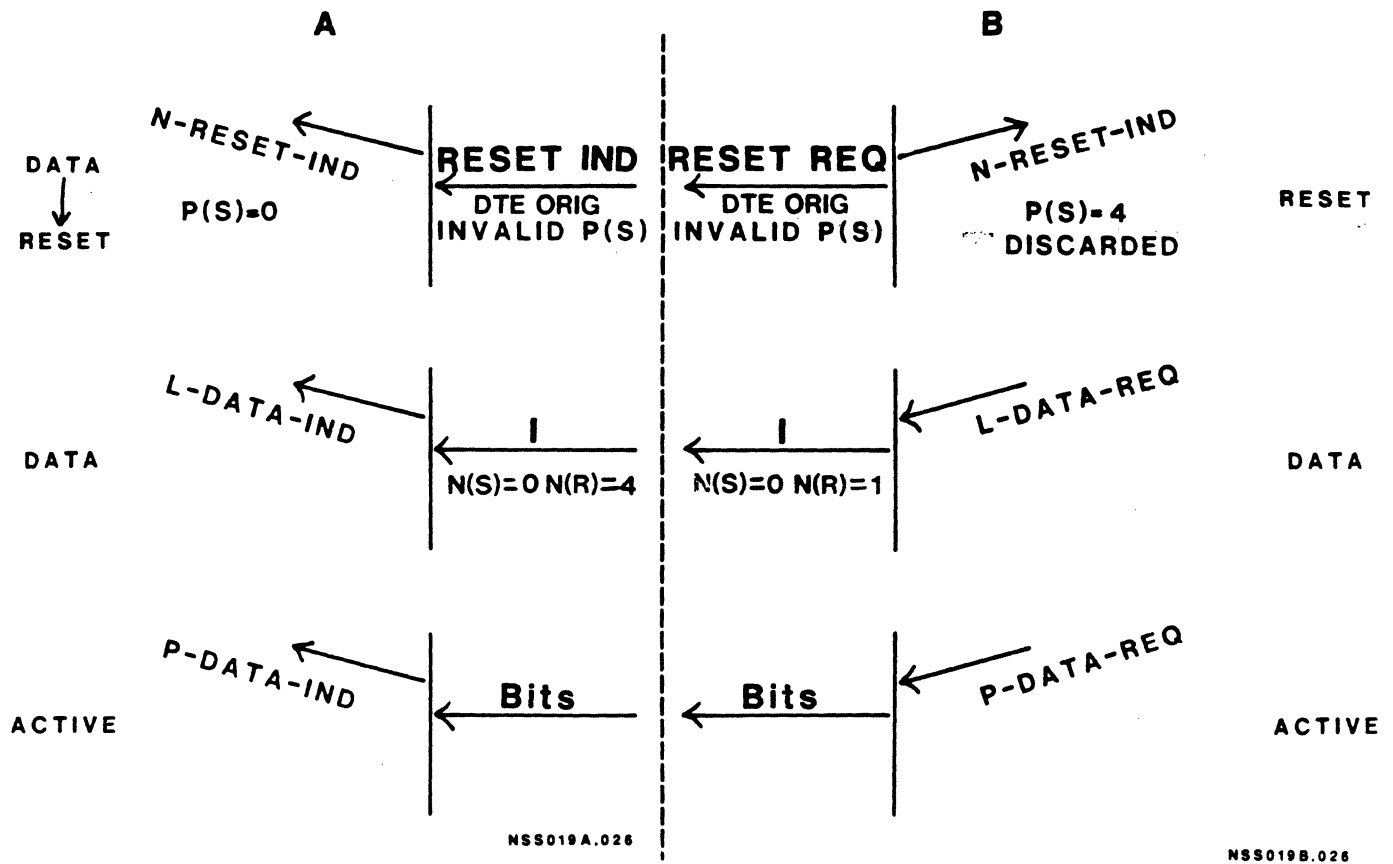 A B
N-RESET-IND RESET IND RESET REQ N-RESET-IND
DATA DTE ORIG DTE ORIG RESET
P(S)=0 INVALID P(S) INVALID P(S) P(S)=4
RESET DISCARDED
L-DATA-IND I I L-DATA-REQ
DATA N(S)=0 N(R)=4 N(S)=0 N(R)=1 DATA
P-DATA-IND Bits Bits P-DATA-REQ
ACTIVE ACTIVE
NSS019A.026 NSS019B.026